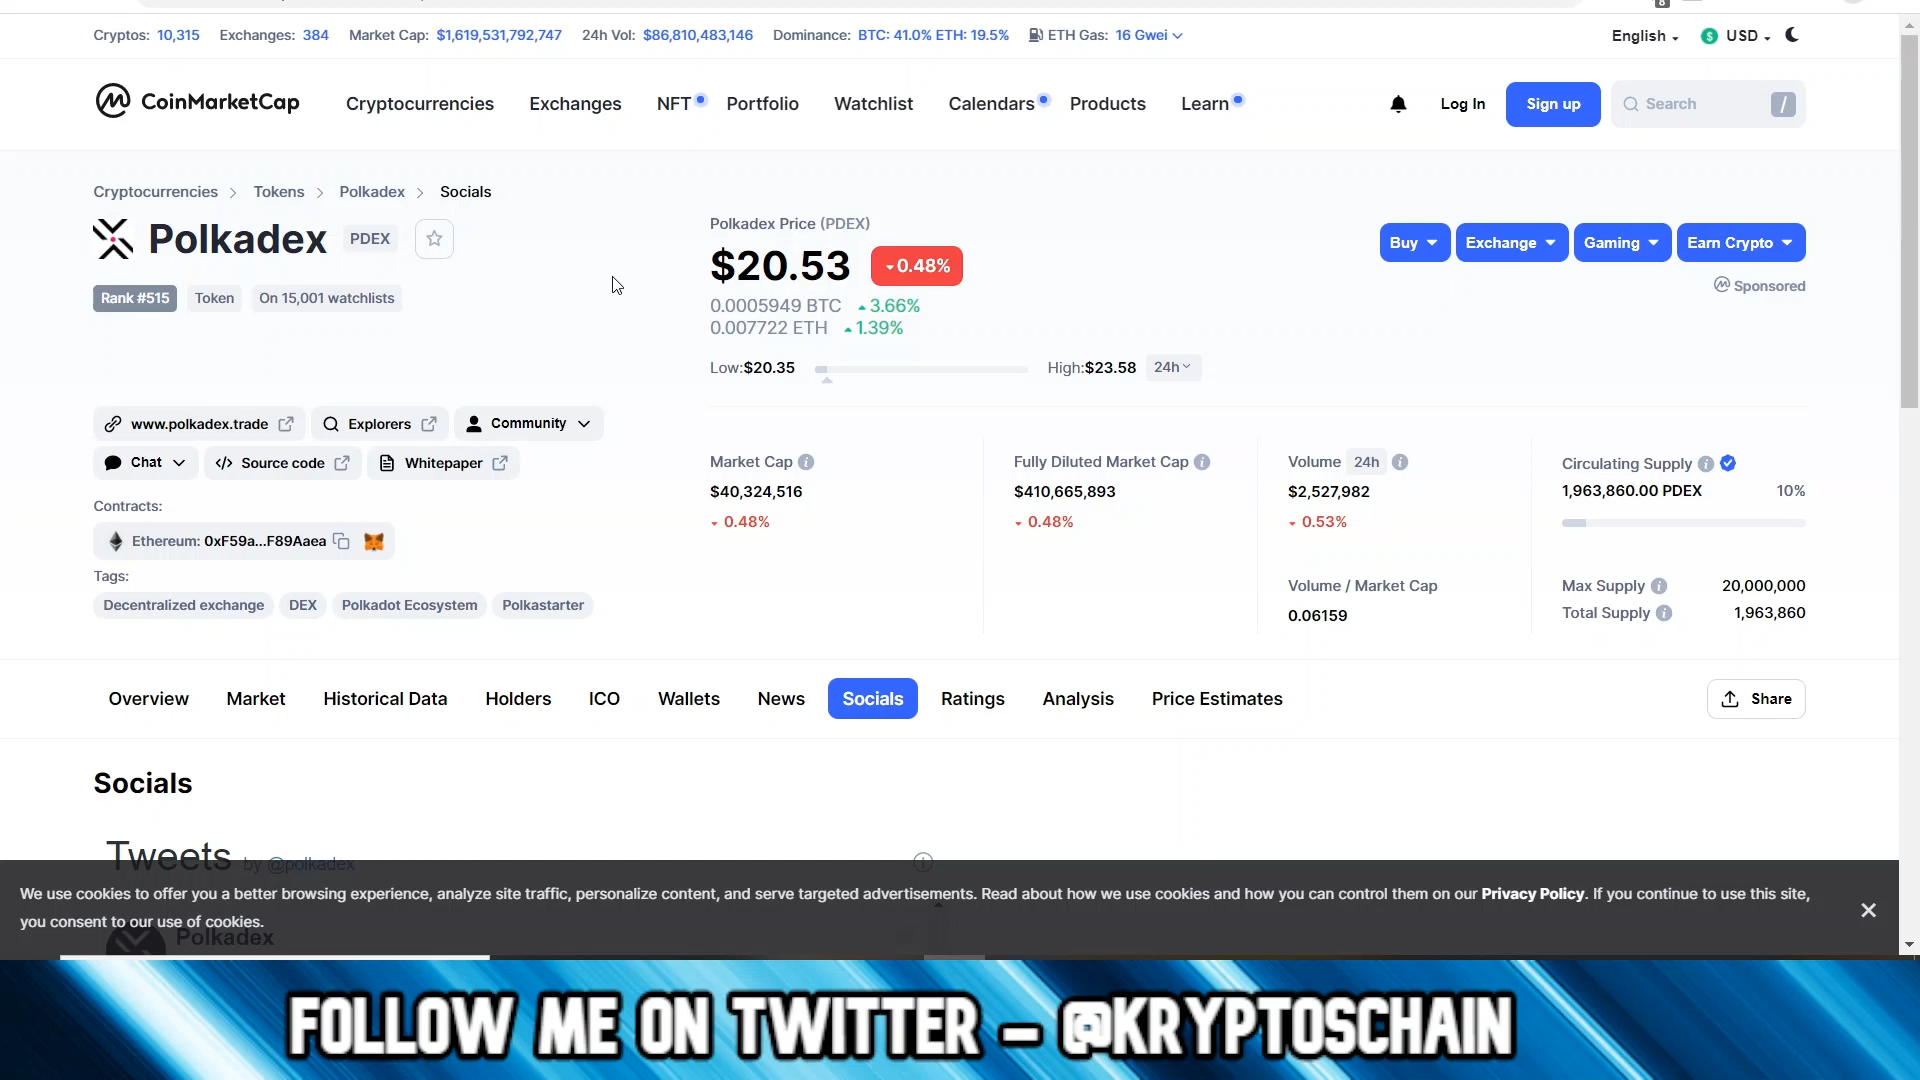 Cryptos: 10,315 Exchanges: 384 Market Cap: $1,619,531,792,747 24h Vol: $86,810,483,146 Dominance: BTC: 41.0% ETH: 19.5% ETH Gas: 16 Gwei English $ USD
CoinMarketCap Cryptocurrencies Exchanges NFT Portfolio Watchlist Calendars Products Learn Log In Sign up Search /
Cryptocurrencies > Tokens > Polkadex > Socials
Polkadex PDEX
Rank #515 Token On 15,001 watchlists
Polkadex Price (PDEX)
$20.53 0.48%
0.0005949 BTC 3.66%
0.007722 ETH 1.39%
Low:$20.35 High:$23.58 24h
Buy Exchange Gaming Earn Crypto
Sponsored
www.polkadex.trade Explorers Community
Chat Source code Whitepaper
Contracts:
Ethereum: 0xF59a...F89Aaea
Tags:
Decentralized exchange DEX Polkadot Ecosystem Polkastarter
Market Cap
$40,324,516
0.48%
Fully Diluted Market Cap
$410,665,893
0.48%
Volume 24h
$2,527,982
0.53%
Volume / Market Cap
0.06159
Circulating Supply
1,963,860.00 PDEX 10%
Max Supply 20,000,000
Total Supply 1,963,860
Overview Market Historical Data Holders ICO Wallets News Socials Ratings Analysis Price Estimates Share
Socials
Tweets by @polkadex
We use cookies to offer you a better browsing experience, analyze site traffic, personalize content, and serve targeted advertisements. Read about how we use cookies and how you can control them on our Privacy Policy. If you continue to use this site,
you consent to our use of cookies.
Polkadex
FOLLOW ME ON TWITTER – @KRYPTOSCHAIN